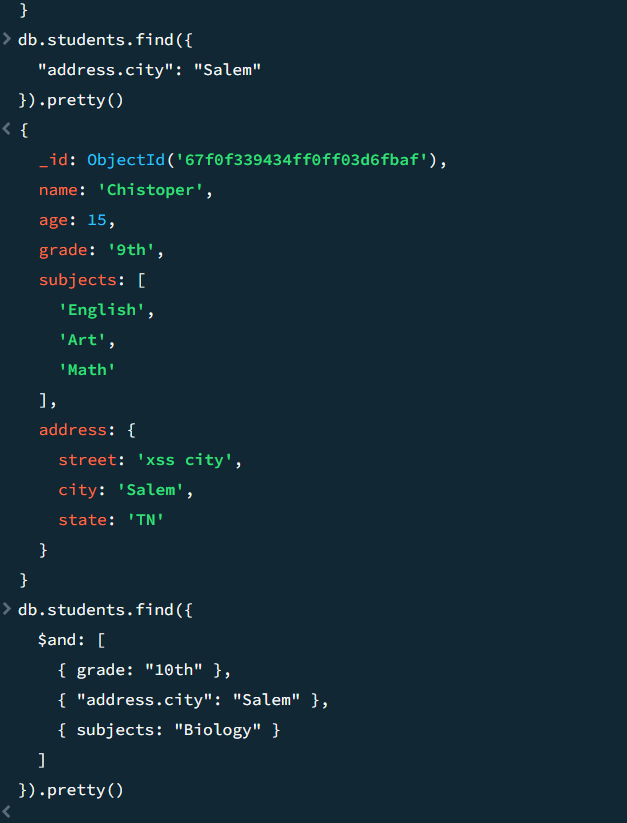 }
db.students.find({
"address.city": "Salem"
}).pretty()
{
_id: ObjectId('67f0f339434ff0ff03d6fbaf'),
name: 'Chistoper',
age: 15,
grade: '9th',
subjects: [
'English',
'Art',
'Math'
],
address: {
street: 'xss city',
city: 'Salem',
state: 'TN'
}
}
db.students.find({
$and: [
{ grade: "10th" },
{ "address.city": "Salem" },
{ subjects: "Biology" }
]
}).pretty()